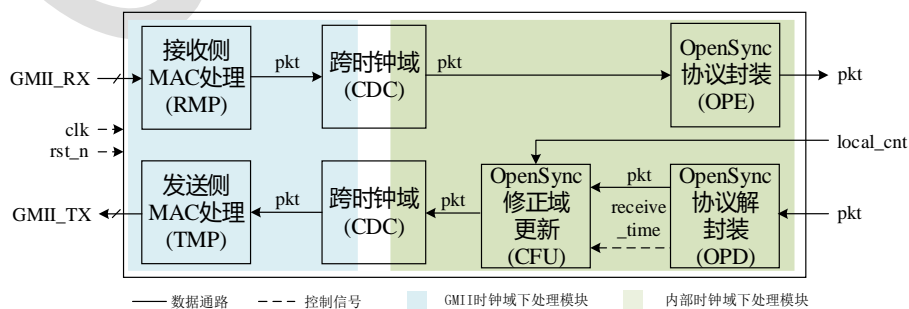 接收侧
MAC处理
(RMP)
跨时钟域
(CDC)
OpenSync
协议封装
(OPE)
GMII_RX
pkt
pkt
pkt
clk
rst_n
local_cnt
发送侧
MAC处理
(TMP)
跨时钟域
(CDC)
OpenSync
修正域
更新
(CFU)
OpenSync
协议解
封装
(OPD)
GMII_TX
pkt
pkt
pkt
receive
_time
pkt
数据通路
控制信号
GMII时钟域下处理模块
内部时钟域下处理模块